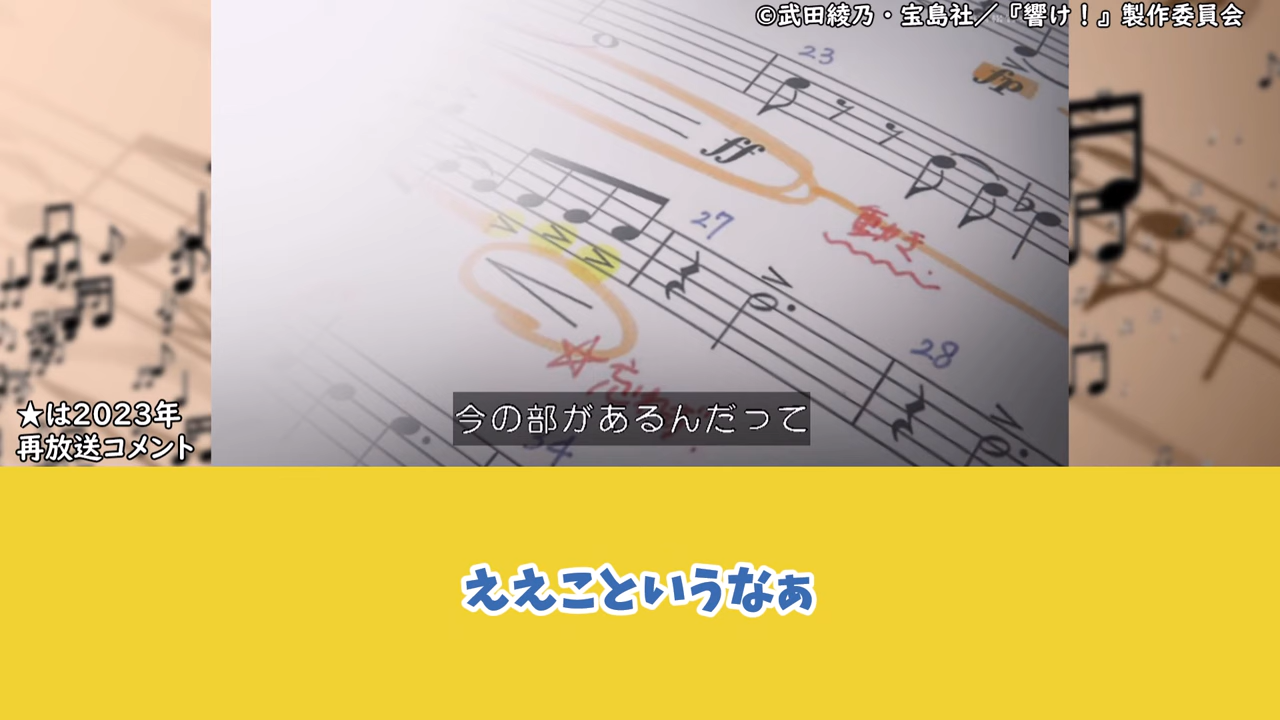 ©武田綾乃・宝島社／『響け！』製作委員会
23
fp
ff
動き
27
28
34
今の部があるんだって
★は2023年
再放送コメント
ええこというなぁ